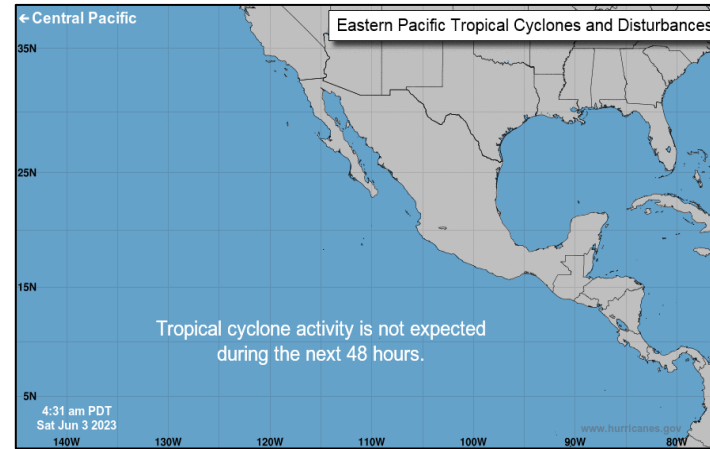 ← Central Pacific
Eastern Pacific Tropical Cyclones and Disturbances
35N
25N
15N
Tropical cyclone activity is not expected
during the next 48 hours.
5N
4:31 am PDT
Sat Jun 3 2023
www.hurricanes.gov
140W 130W 120W 110W 100W 90W 80W